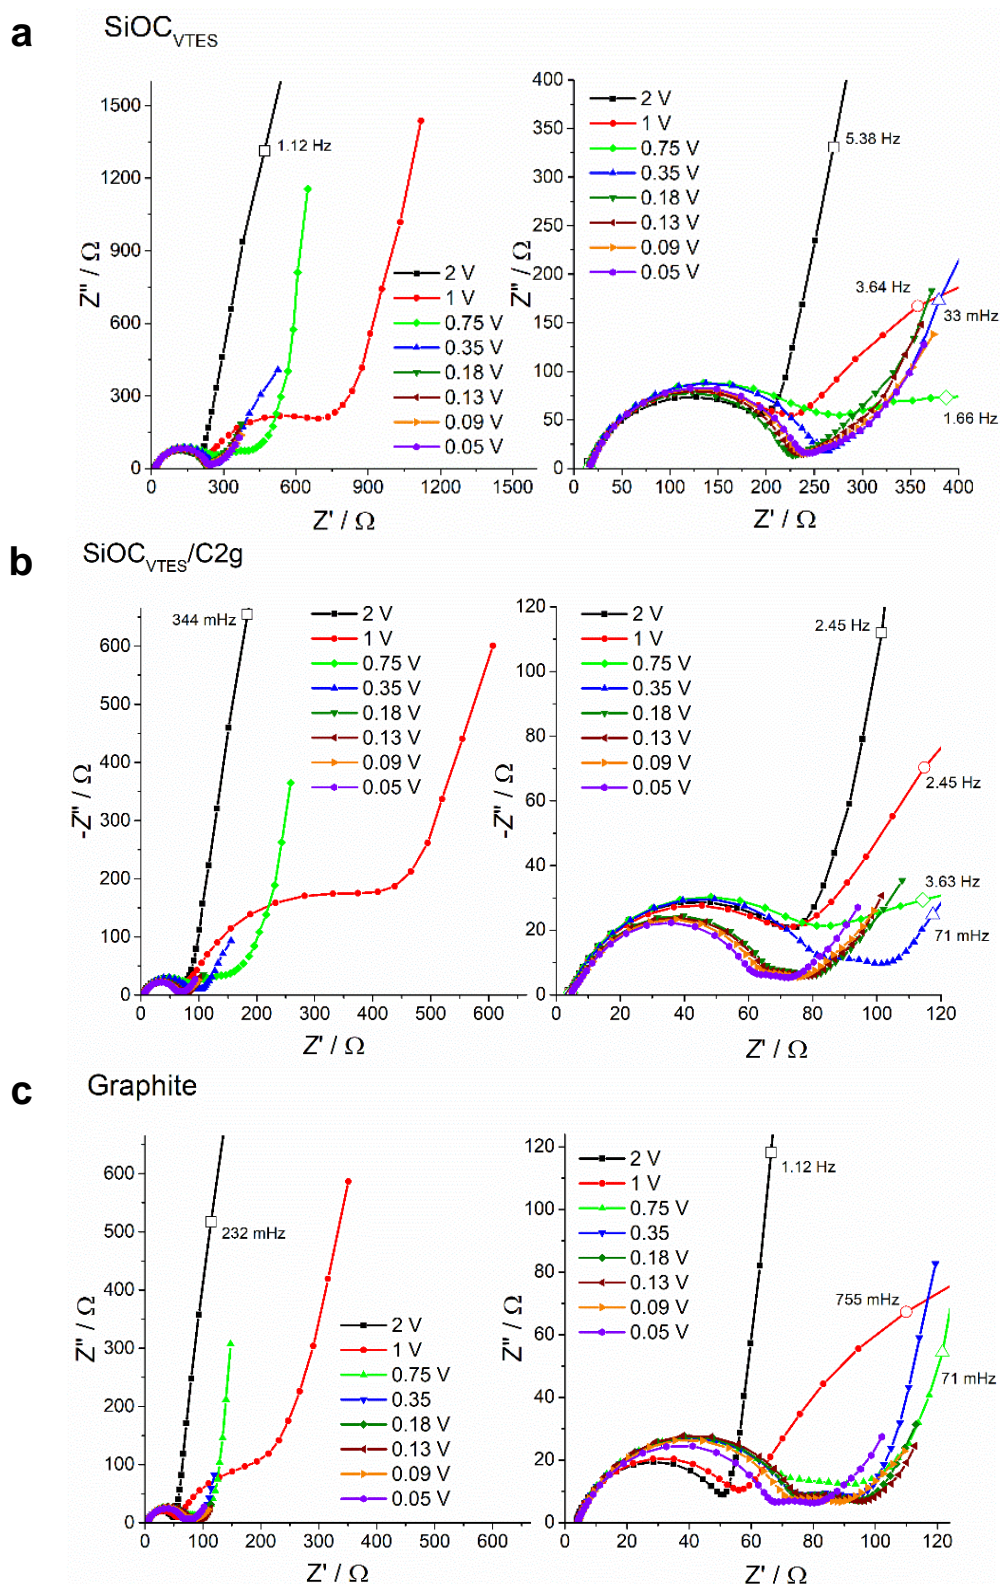 a
SiOC_VTES
1500
1200
900
600
300
0
Z'' / Ω
1.12 Hz
2 V
1 V
0.75 V
0.35 V
0.18 V
0.13 V
0.09 V
0.05 V
0 300 600 900 1200 1500
Z' / Ω
400
350
300
250
200
150
100
50
0
Z'' / Ω
2 V
1 V
0.75 V
0.35 V
0.18 V
0.13 V
0.09 V
0.05 V
5.38 Hz
3.64 Hz
33 mHz
1.66 Hz
0 50 100 150 200 250 300 350 400
Z' / Ω
b
SiOC_VTES/C2g
600
500
400
300
200
100
0
-Z'' / Ω
344 mHz
2 V
1 V
0.75 V
0.35 V
0.18 V
0.13 V
0.09 V
0.05 V
0 100 200 300 400 500 600
Z' / Ω
120
100
80
60
40
20
0
-Z'' / Ω
2 V
1 V
0.75 V
0.35 V
0.18 V
0.13 V
0.09 V
0.05 V
2.45 Hz
2.45 Hz
3.63 Hz
71 mHz
0 20 40 60 80 100 120
Z' / Ω
c
Graphite
600
500
400
300
200
100
0
Z'' / Ω
232 mHz
2 V
1 V
0.75 V
0.35
0.18 V
0.13 V
0.09 V
0.05 V
0 100 200 300 400 500 600
Z' / Ω
120
100
80
60
40
20
0
Z'' / Ω
2 V
1 V
0.75 V
0.35
0.18 V
0.13 V
0.09 V
0.05 V
1.12 Hz
755 mHz
71 mHz
0 20 40 60 80 100 120
Z' / Ω